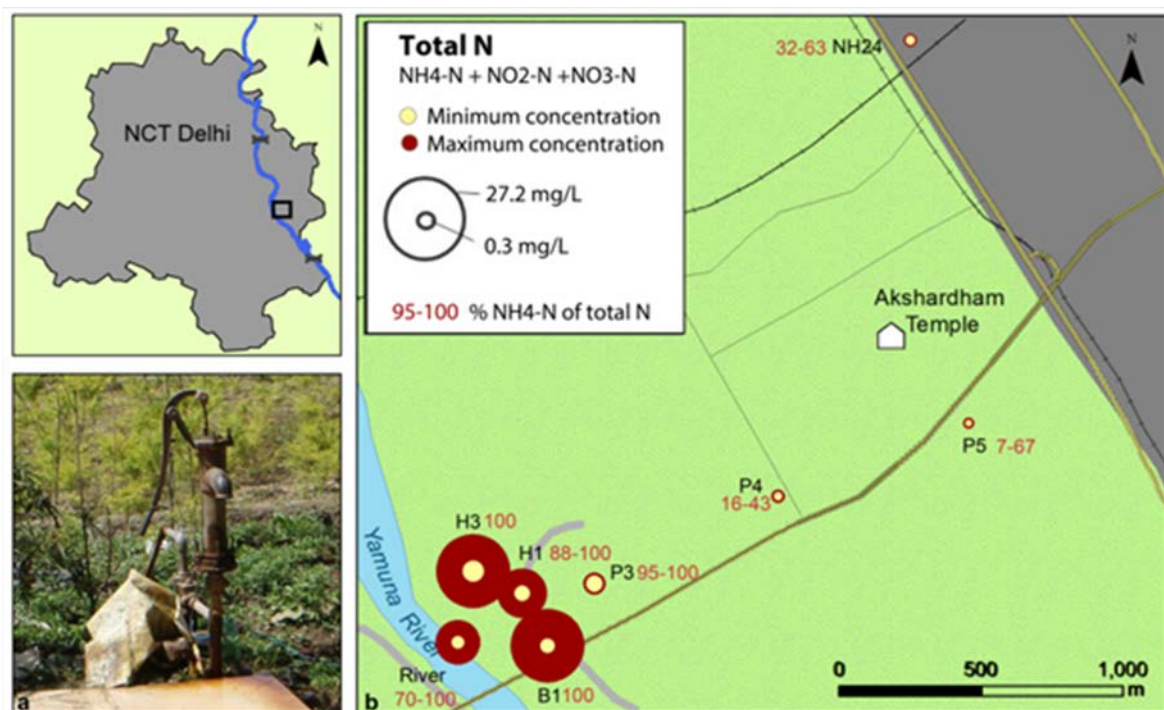 N
NCT Delhi
a
Total N
NH4-N + NO2-N +NO3-N
Minimum concentration
Maximum concentration
27.2 mg/L
0.3 mg/L
95-100 % NH4-N of total N
32-63 NH24
N
Akshardham
Temple
P5 7-67
P4
16-43
H3 100
H1 88-100
P3 95-100
Yamuna River
River
70-100
B1 100
b
0 500 1,000
m